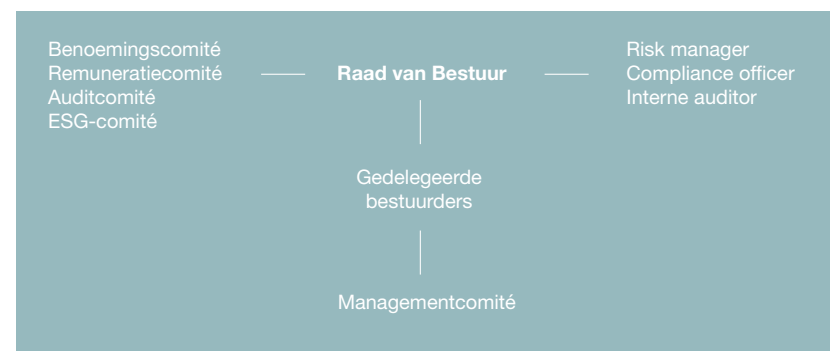 Benoemingscomité
Remuneratiecomité
Auditcomité
ESG-comité
Raad van Bestuur
Risk manager
Compliance officer
Interne auditor
Gedelegeerde
bestuurders
Managementcomité